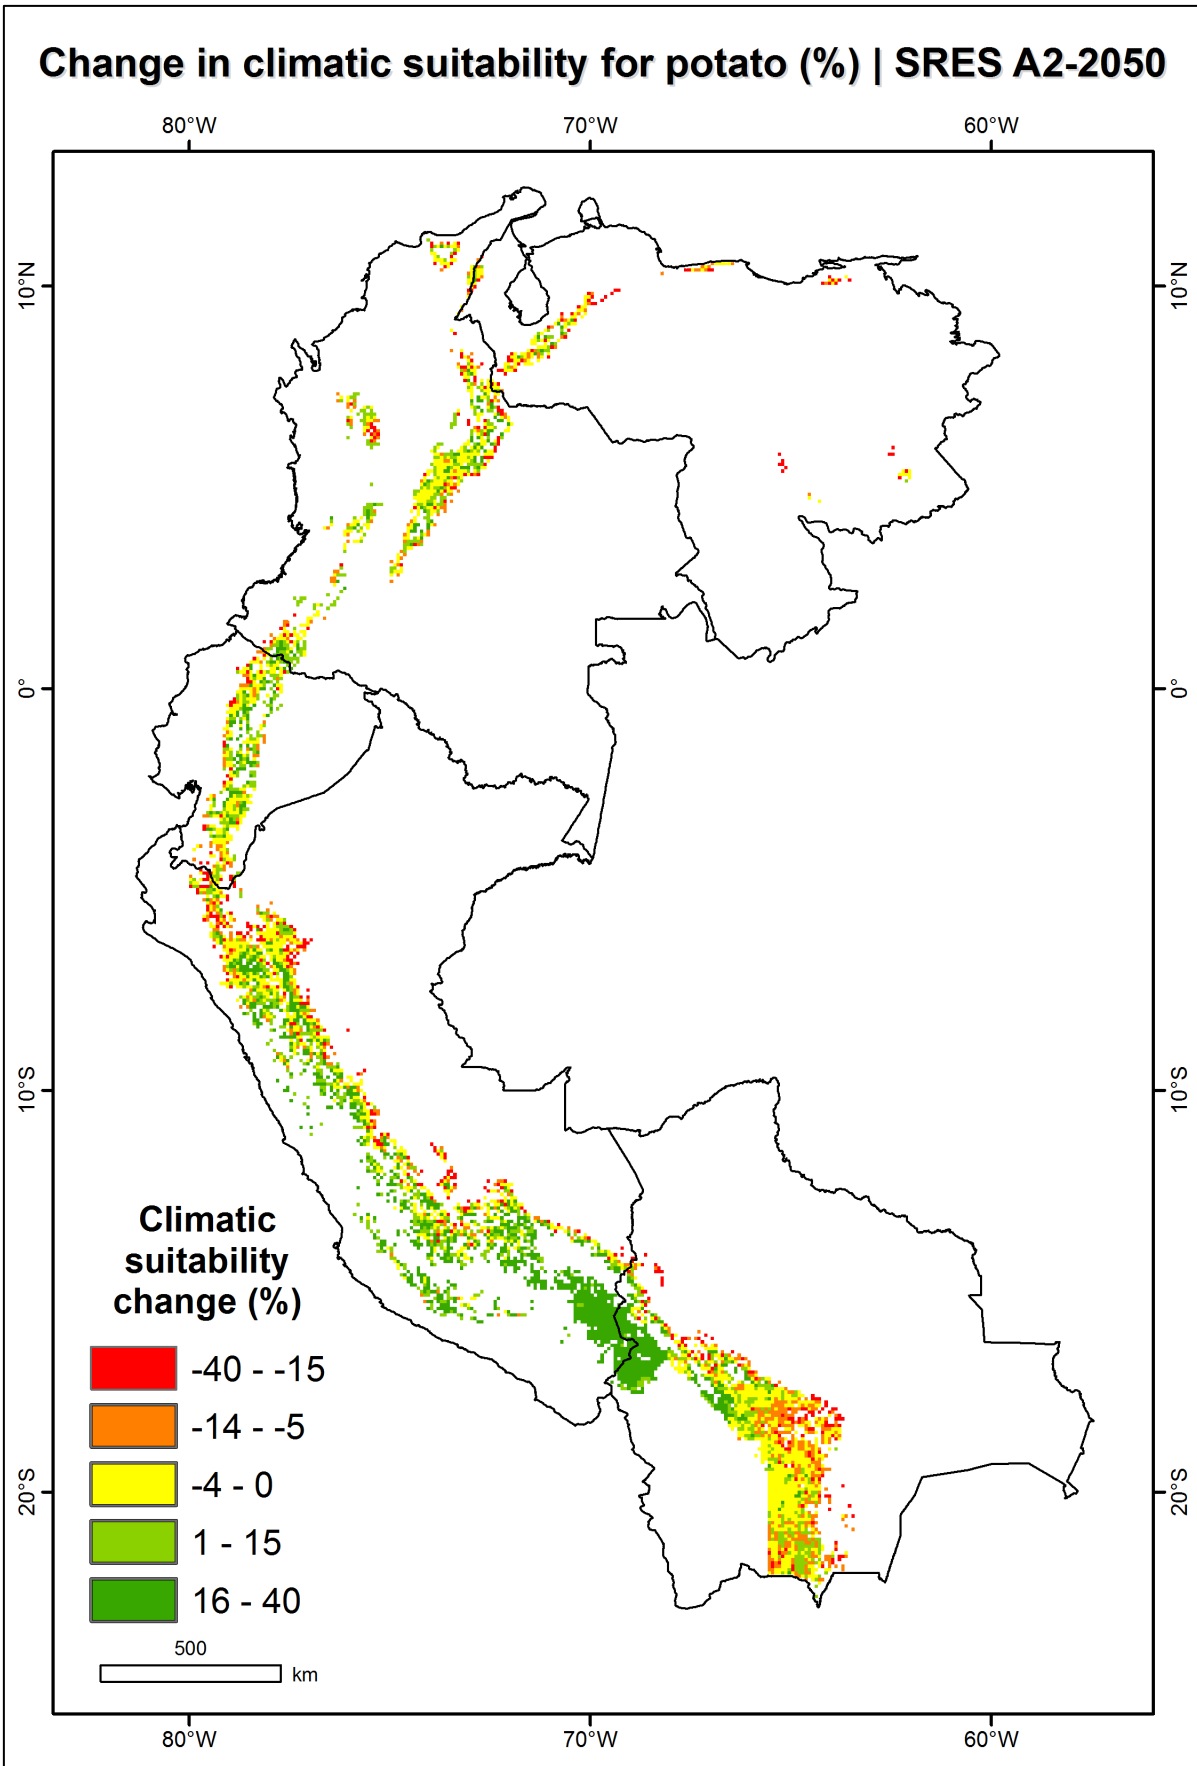 Change in climatic suitability for potato (%) | SRES A2-2050
80°W 70°W 60°W
10°N 10°N
0° 0°
10°S 10°S
20°S 20°S
Climatic
suitability
change (%)
-40 - -15
-14 - -5
-4 - 0
1 - 15
16 - 40
500
km
80°W 70°W 60°W